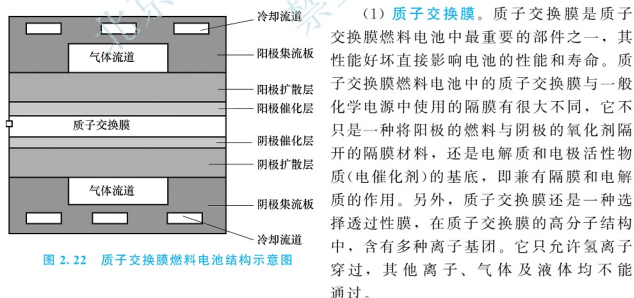 冷却流道
气体流道
阳极集流板
阳极扩散层
阳极催化层
质子交换膜
阴极催化层
阴极扩散层
气体流道
阴极集流板
冷却流道
图 2.22 质子交换膜燃料电池结构示意图
(1) 质子交换膜。质子交换膜是质子
交换膜燃料电池中最重要的部件之一，其
性能好坏直接影响电池的性能和寿命。质
子交换膜燃料电池中的质子交换膜与一般
化学电源中使用的隔膜有很大不同，它不
只是一种将阳极的燃料与阴极的氧化剂隔
开的隔膜材料，还是电解质和电极活性物
质(电催化剂)的基底，即兼有隔膜和电解
质的作用。另外，质子交换膜还是一种选
择透过性膜，在质子交换膜的高分子结构
中，含有多种离子基团。它只允许氢离子
穿过，其他离子、气体及液体均不能
通过。